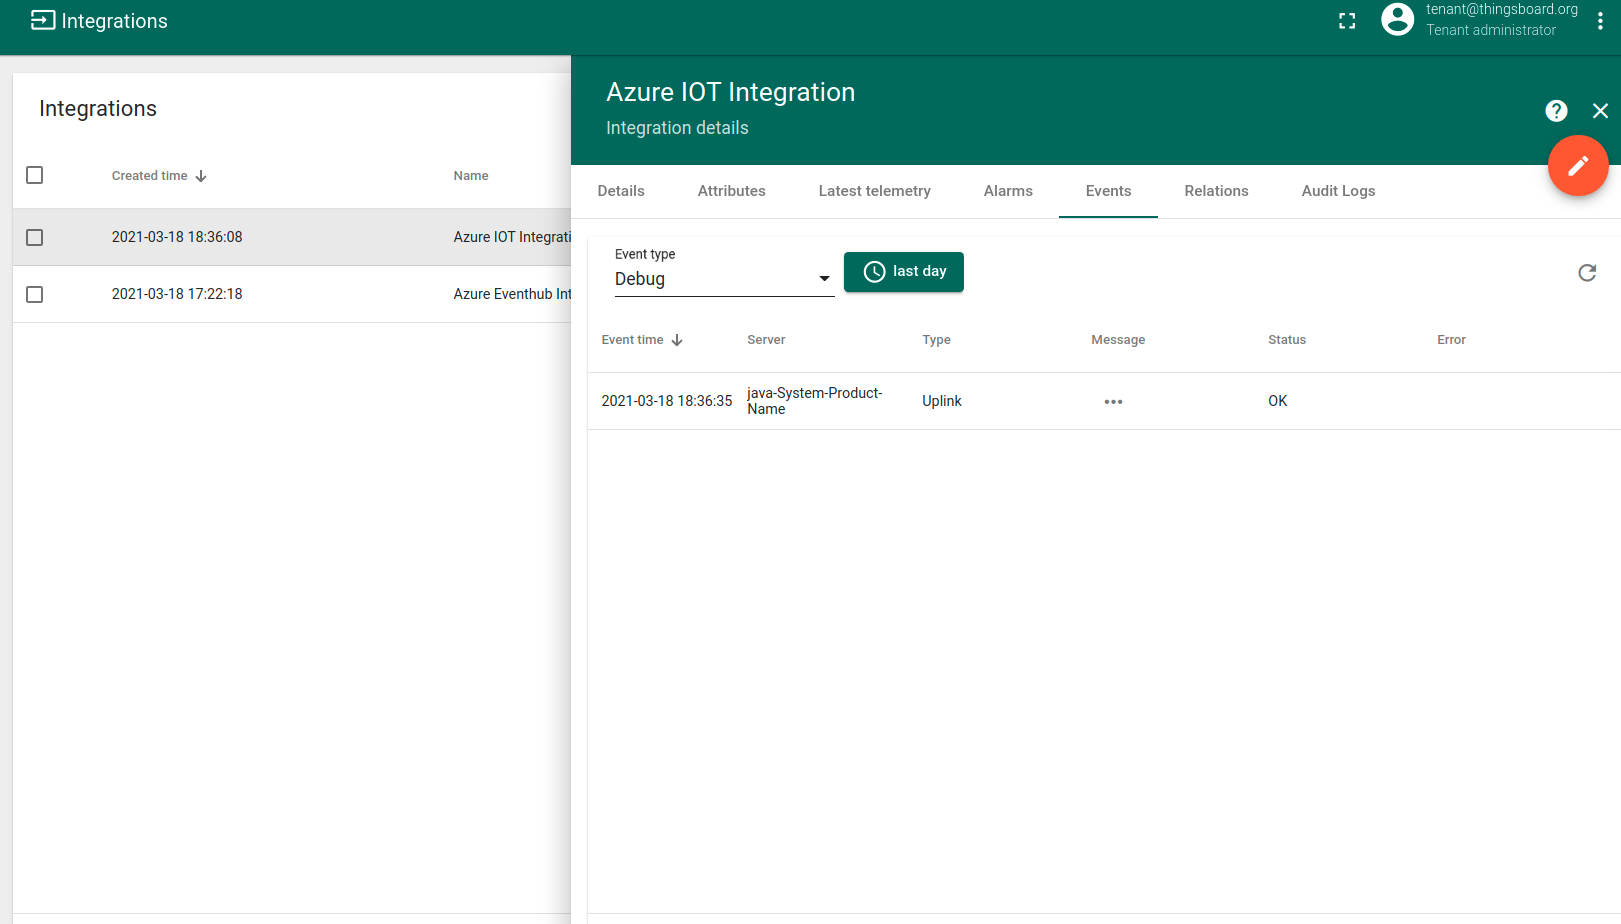 Integrations
tenant@thingsboard.org
Tenant administrator
Integrations
Created time
Name
2021-03-18 18:36:08
Azure IOT Integrati
2021-03-18 17:22:18
Azure Eventhub Int
Azure IOT Integration
Integration details
Details
Attributes
Latest telemetry
Alarms
Events
Relations
Audit Logs
Event type
Debug
last day
Event time
Server
Type
Message
Status
Error
2021-03-18 18:36:35
java-System-Product-
Name
Uplink
OK